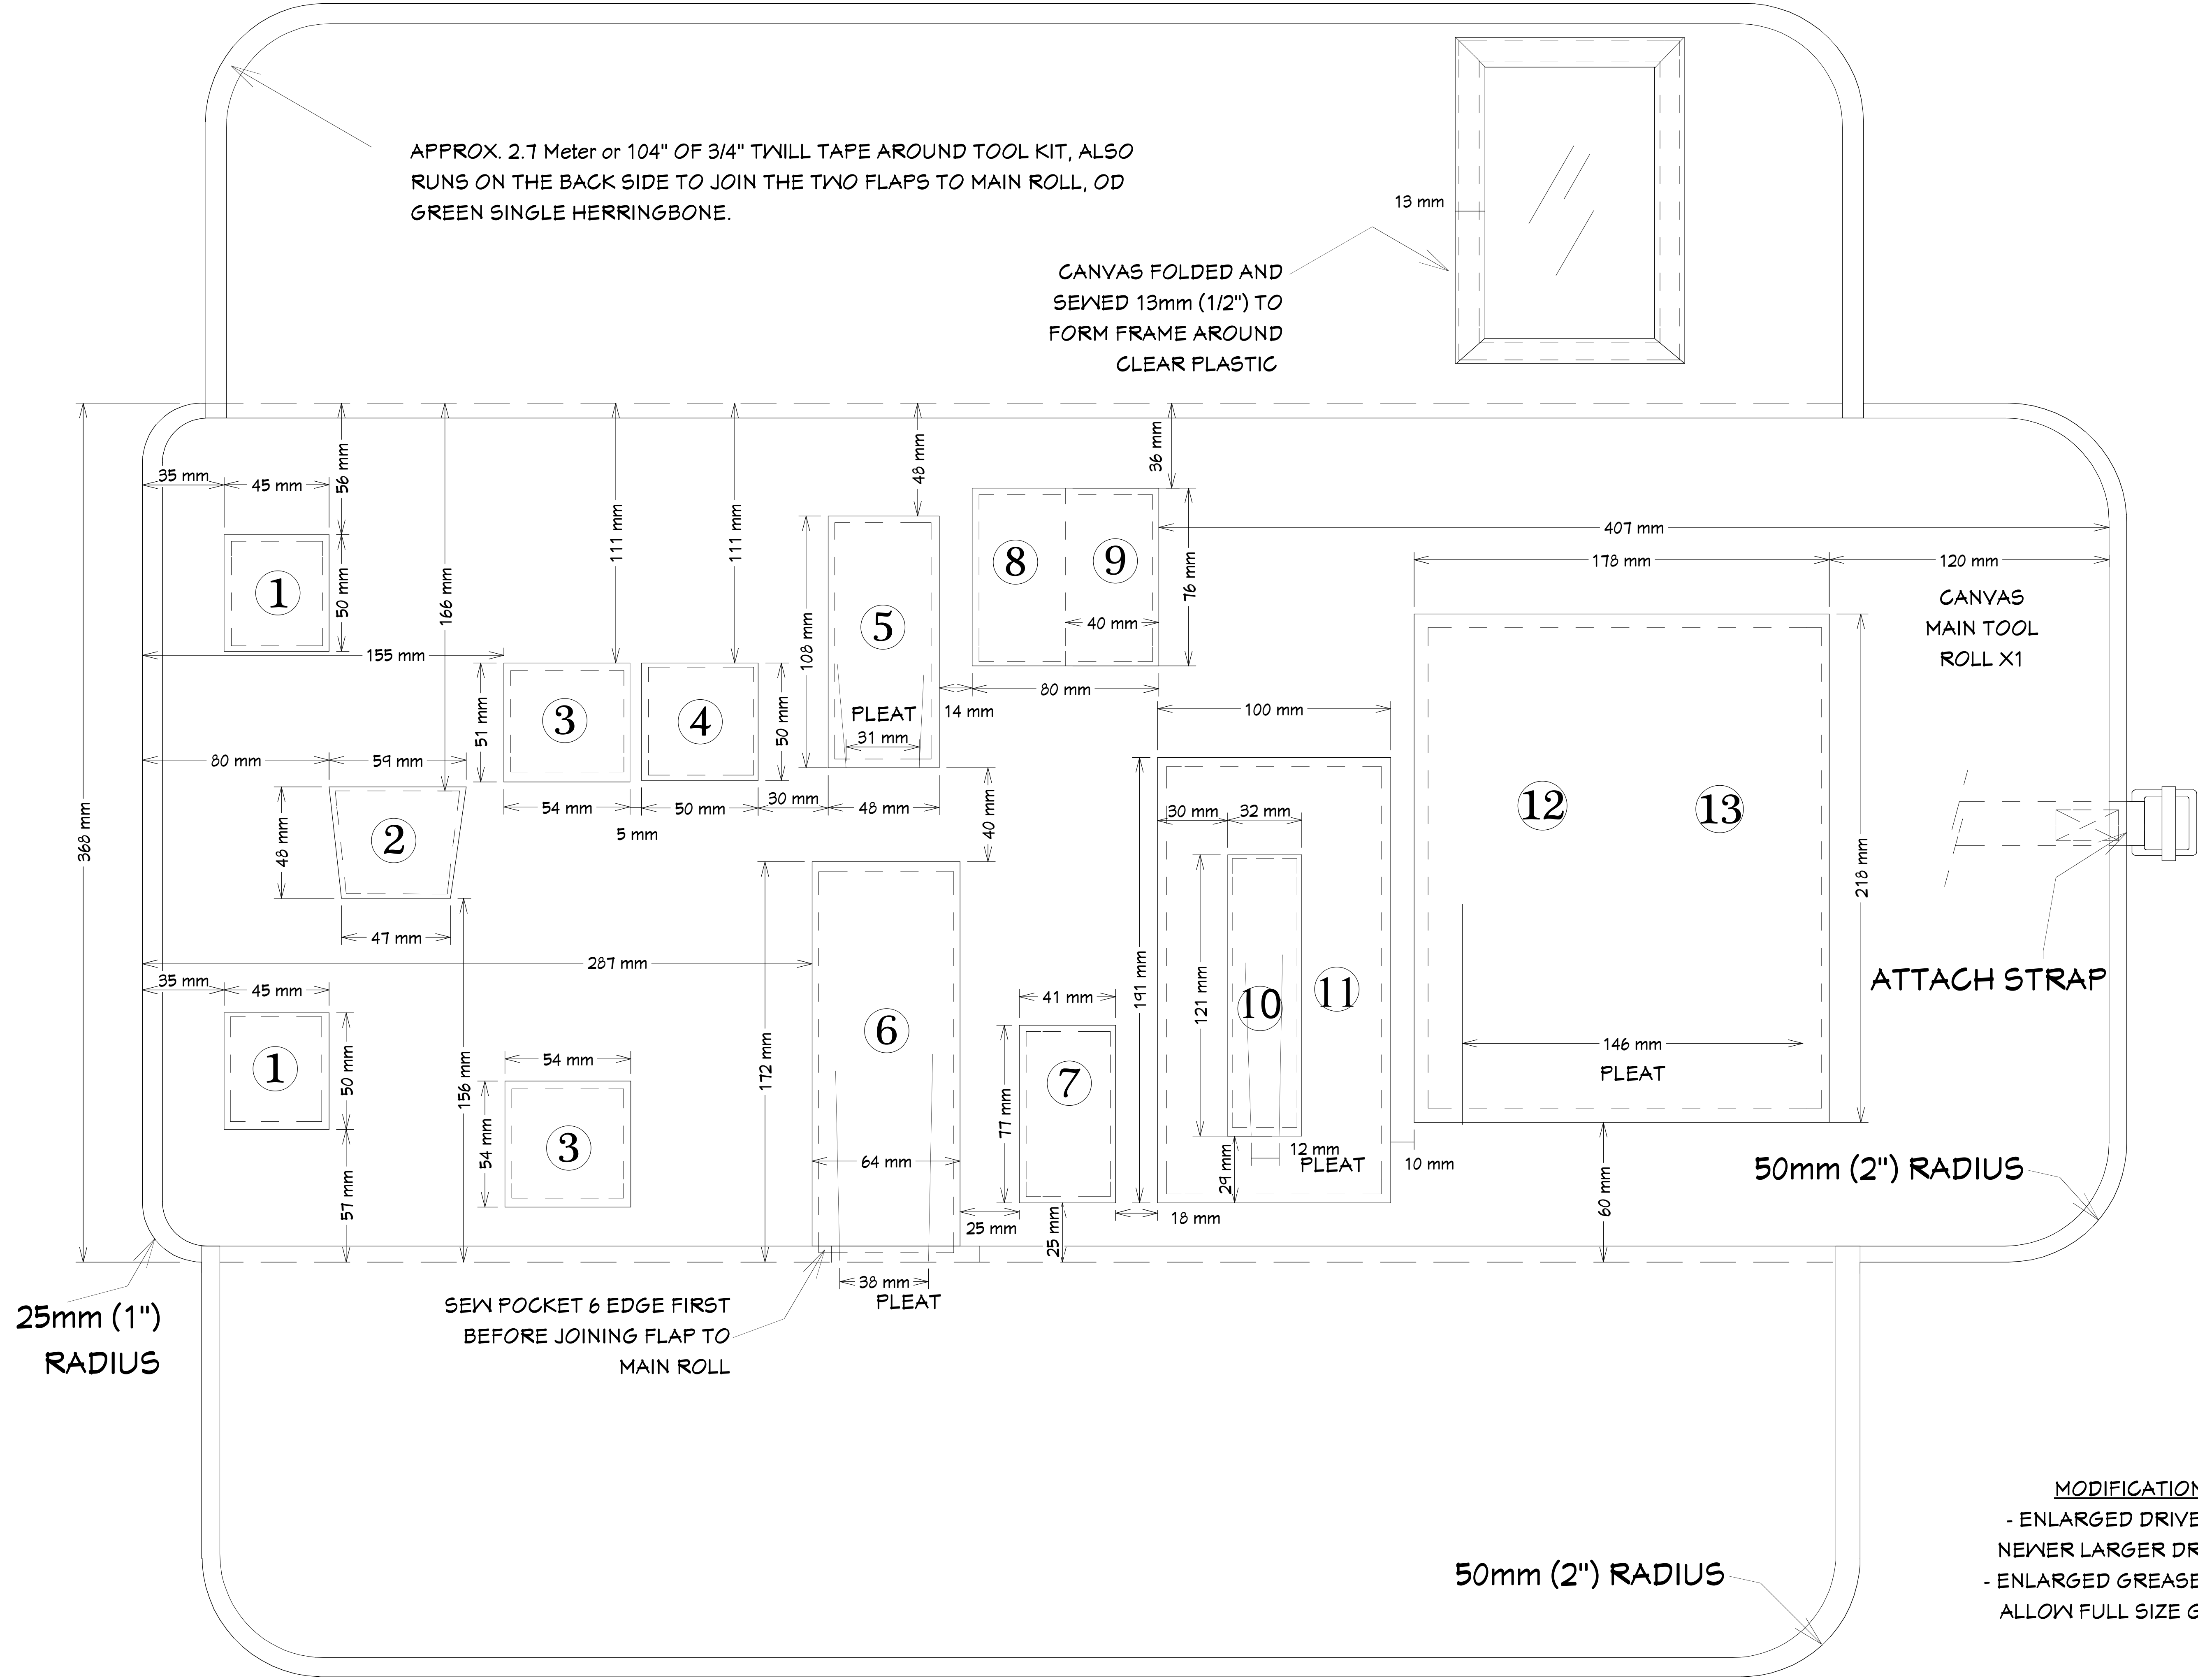 APPROX. 2.7 Meter or 104" OF 3/4" TWILL TAPE AROUND TOOL KIT, ALSO
RUNS ON THE BACK SIDE TO JOIN THE TWO FLAPS TO MAIN ROLL, OD
GREEN SINGLE HERRINGBONE.
13 mm
CANVAS FOLDED AND
SEWED 13mm (1/2") TO
FORM FRAME AROUND
CLEAR PLASTIC
35 mm
45 mm
56 mm
50 mm
1
166 mm
111 mm
111 mm
48 mm
36 mm
407 mm
178 mm
120 mm
CANVAS
MAIN TOOL
ROLL X1
8
9
40 mm
76 mm
80 mm
5
108 mm
PLEAT
31 mm
14 mm
155 mm
51 mm
3
4
50 mm
100 mm
80 mm
59 mm
54 mm
5 mm
50 mm
30 mm
48 mm
40 mm
368 mm
48 mm
2
47 mm
30 mm
32 mm
12
13
218 mm
287 mm
35 mm
45 mm
1
50 mm
57 mm
156 mm
54 mm
54 mm
3
172 mm
6
64 mm
41 mm
7
77 mm
191 mm
121 mm
10
11
146 mm
PLEAT
ATTACH STRAP
12 mm
PLEAT
29 mm
10 mm
60 mm
50mm (2") RADIUS
25 mm
25 mm
18 mm
38 mm
PLEAT
SEW POCKET 6 EDGE FIRST
BEFORE JOINING FLAP TO
MAIN ROLL
25mm (1")
RADIUS
50mm (2") RADIUS
MODIFICATION
- ENLARGED DRIVE
NEWER LARGER DR
- ENLARGED GREASE
ALLOW FULL SIZE G